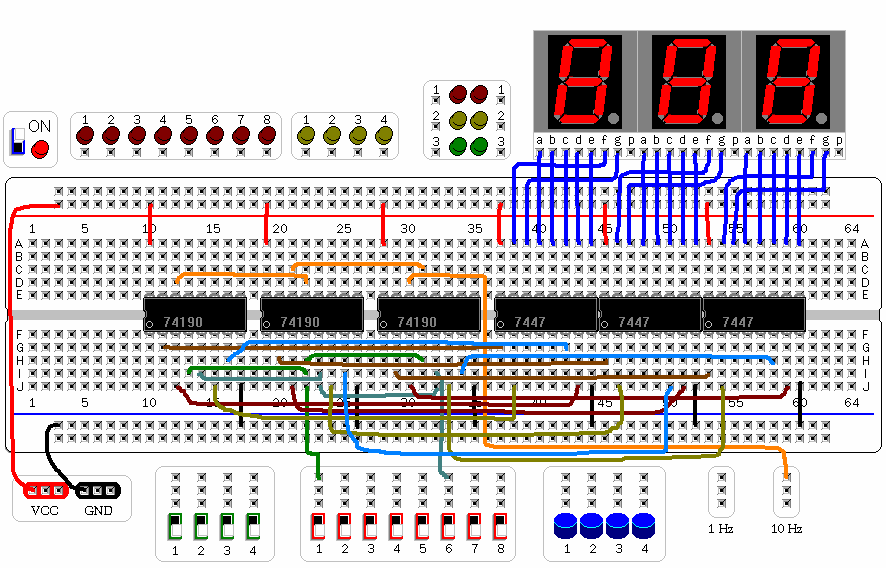 1 2 3 4 5 6 7 8
1 2 3 4
1 1
2 2
3 3
ON
a b c d e f g p a b c d e f g p a b c d e f g p
1 5 10 15 20 25 30 35 40 45 50 55 60 64
A A
B B
C C
D D
E E
74190 74190 74190 7447 7447 7447
F F
G G
H H
I I
J J
1 5 10 15 20 25 30 35 40 45 50 55 60 64
VCC GND
1 2 3 4
1 2 3 4 5 6 7 8
1 2 3 4
1 Hz
10 Hz